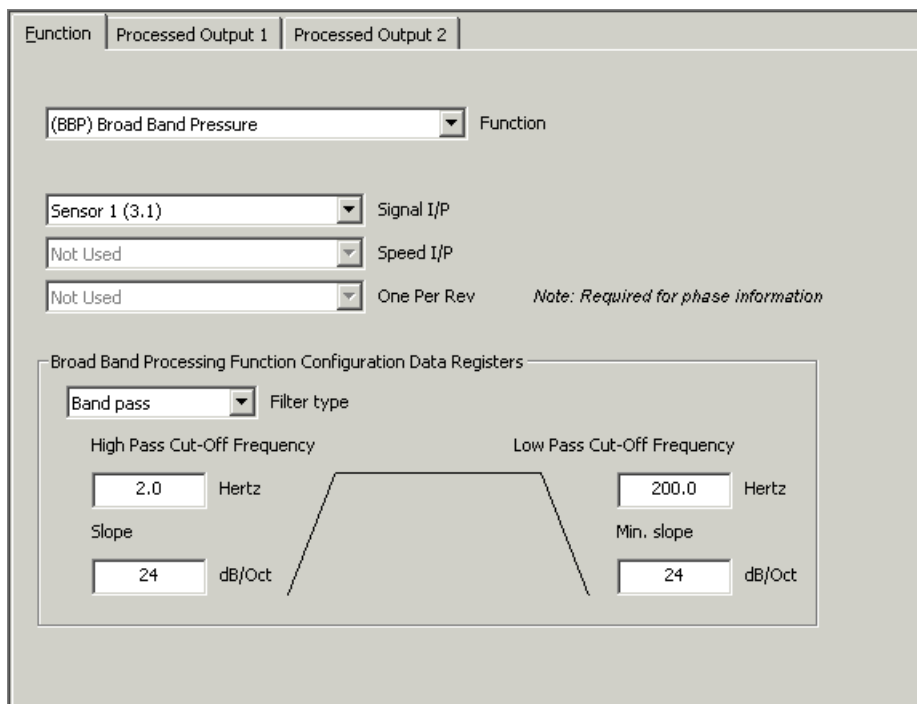 Function Processed Output 1 Processed Output 2
(BBP) Broad Band Pressure Function
Sensor 1 (3.1) Signal I/P
Not Used Speed I/P
Not Used One Per Rev Note: Required for phase information
Broad Band Processing Function Configuration Data Registers
Band pass Filter type
High Pass Cut-Off Frequency Low Pass Cut-Off Frequency
2.0 Hertz 200.0 Hertz
Slope Min. slope
24 dB/Oct 24 dB/Oct